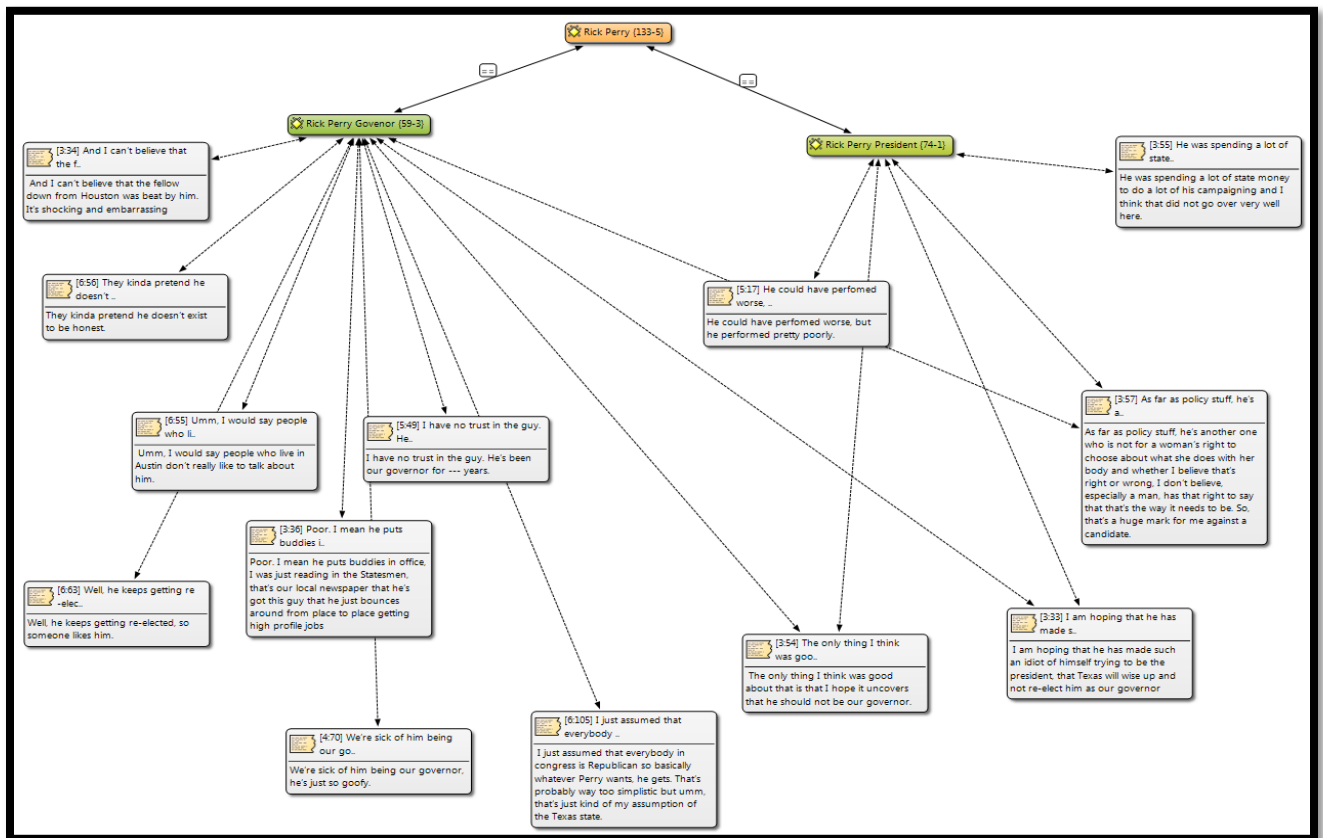 Rick Perry {133-5}
==
==
Rick Perry Govenor {59-3}
Rick Perry President {74-1}
[3:34] And I can't believe that
the f..
And I can't believe that the fellow
down from Houston was beat by him.
It's shocking and embarrassing
[3:55] He was spending a lot of
state..
He was spending a lot of state
money to do a lot of his campaigning and I
think that did not go over very well
here.
[6:56] They kinda pretend he
doesn't ..
They kinda pretend he doesn't exist
to be honest.
[5:17] He could have perfomed
worse, ..
He could have perfomed worse, but
he performed pretty poorly.
[6:55] Umm, I would say people
who li..
Umm, I would say people who live in
Austin don't really like to talk about
him.
[5:49] I have no trust in the guy.
He..
I have no trust in the guy. He's been
our governor for --- years.
[3:57] As far as policy stuff, he's
a..
As far as policy stuff, he's another one
who is not for a woman's right to
choose about what she does with her
body and whether I believe that's
right or wrong, I don't believe,
especially a man, has that right to say
that that's the way it needs to be. So,
that's a huge mark for me against a
candidate.
[3:36] Poor. I mean he puts
buddies i..
Poor. I mean he puts buddies in office,
I was just reading in the Statesmen,
that's our local newspaper that he's
got this guy that he just bounces
around from place to place getting
high profile jobs
[6:63] Well, he keeps getting re
-elec..
Well, he keeps getting re-elected, so
someone likes him.
[3:54] The only thing I think
was goo..
The only thing I think was good
about that is that I hope it uncovers
that he should not be our governor.
[3:33] I am hoping that he has
made s..
I am hoping that he has made such
an idiot of himself trying to be the
president, that Texas will wise up and
not re-elect him as our governor
[4:70] We're sick of him being
our go..
We're sick of him being our governor,
he's just so goofy.
[6:105] I just assumed that
everybody ..
I just assumed that everybody in
congress is Republican so basically
whatever Perry wants, he gets. That's
probably way too simplistic but umm,
that's just kind of my assumption of
the Texas state.